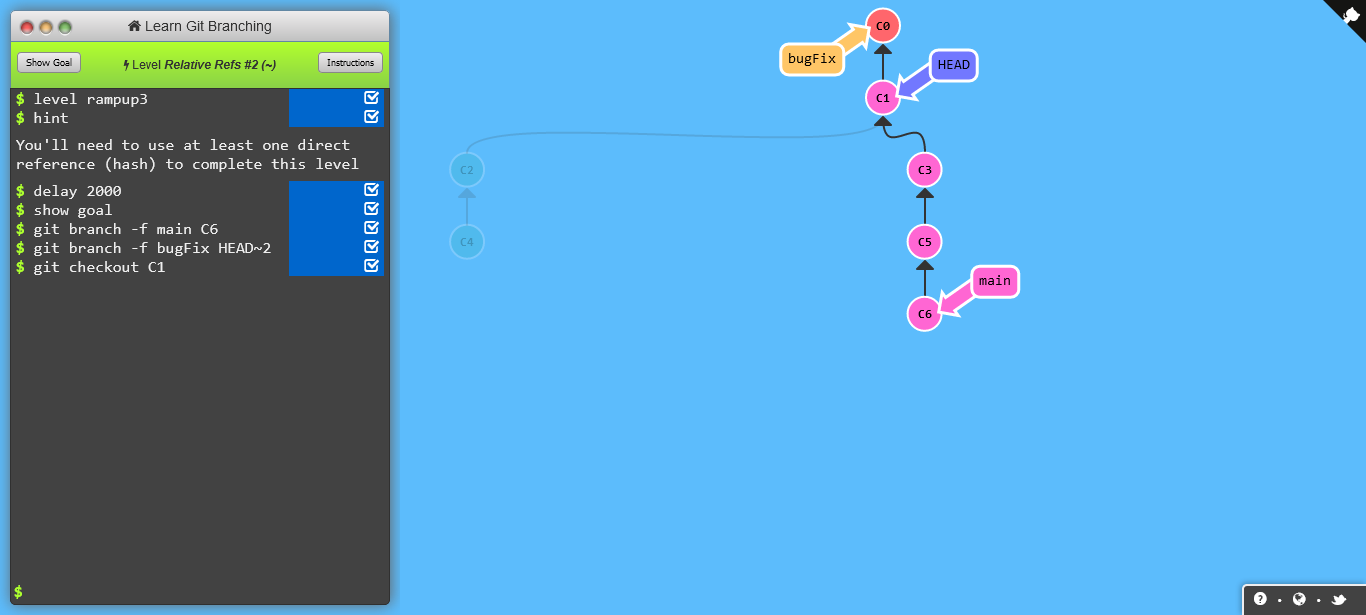 Learn Git Branching
Show Goal
Level Relative Refs #2 (~)
Instructions
$ level rampup3
$ hint
You'll need to use at least one direct
reference (hash) to complete this level
$ delay 2000
$ show goal
$ git branch -f main C6
$ git branch -f bugFix HEAD~2
$ git checkout C1
$
C0
bugFix
HEAD
C1
C2
C3
C4
C5
main
C6